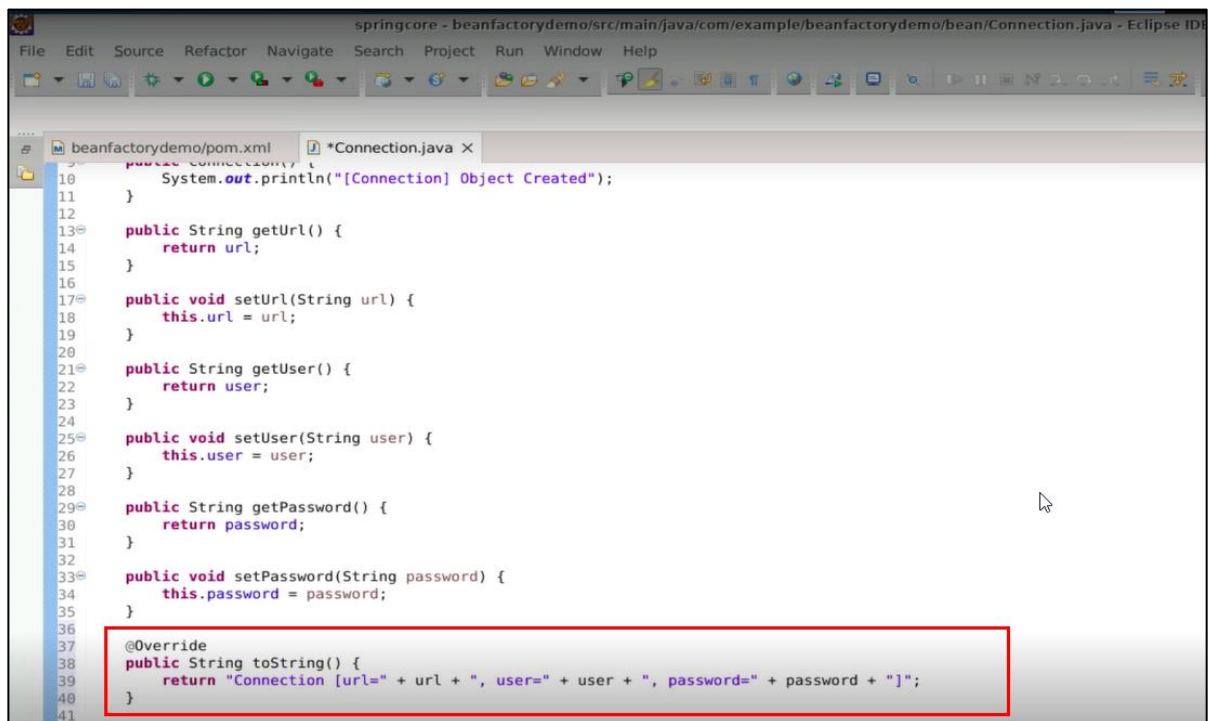 springcore - beanfactorydemo/src/main/java/com/example/beanfactorydemo/bean/Connection.java - Eclipse IDE
File Edit Source Refactor Navigate Search Project Run Window Help
beanfactorydemo/pom.xml *Connection.java
9 public Connection() {
10 System.out.println("[Connection] Object Created");
11 }
12
13 public String getUrl() {
14 return url;
15 }
16
17 public void setUrl(String url) {
18 this.url = url;
19 }
20
21 public String getUser() {
22 return user;
23 }
24
25 public void setUser(String user) {
26 this.user = user;
27 }
28
29 public String getPassword() {
30 return password;
31 }
32
33 public void setPassword(String password) {
34 this.password = password;
35 }
36
37 @Override
38 public String toString() {
39 return "Connection [url=" + url + ", user=" + user + ", password=" + password + "]";
40 }
41